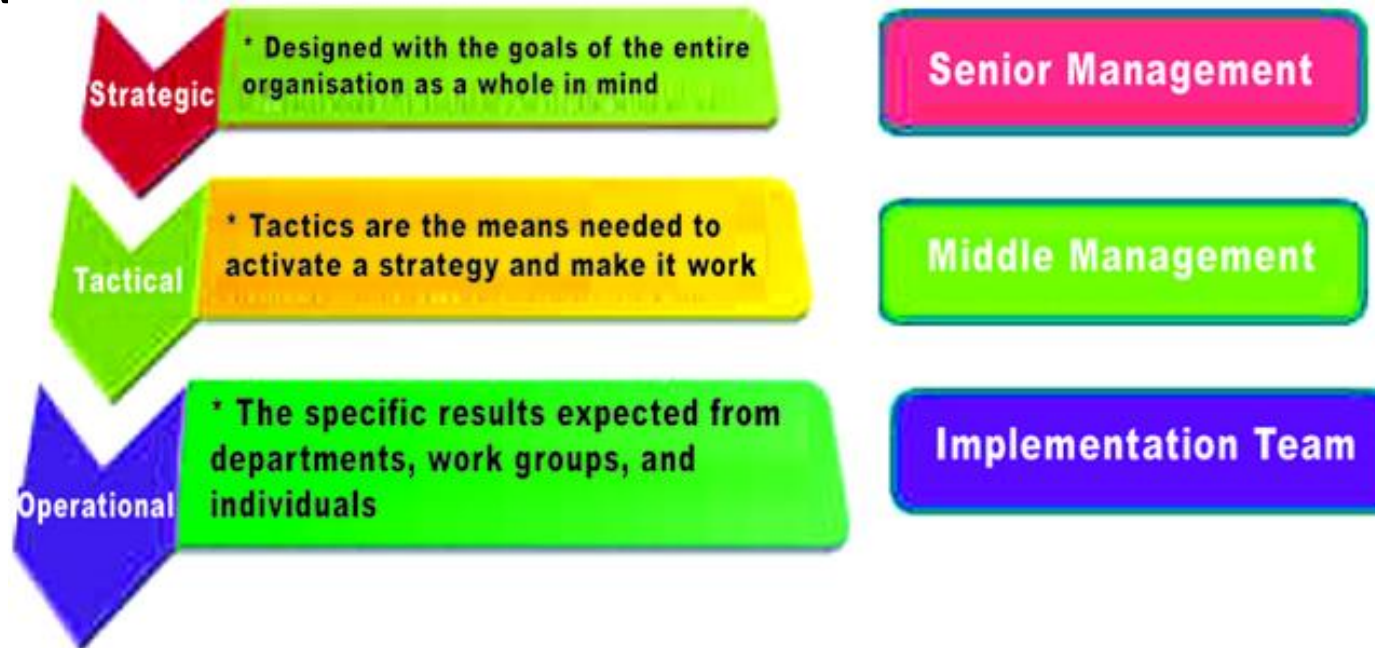 Strategic
* Designed with the goals of the entire
organisation as a whole in mind
Senior Management
Tactical
* Tactics are the means needed to
activate a strategy and make it work
Middle Management
Operational
* The specific results expected from
departments, work groups, and
individuals
Implementation Team